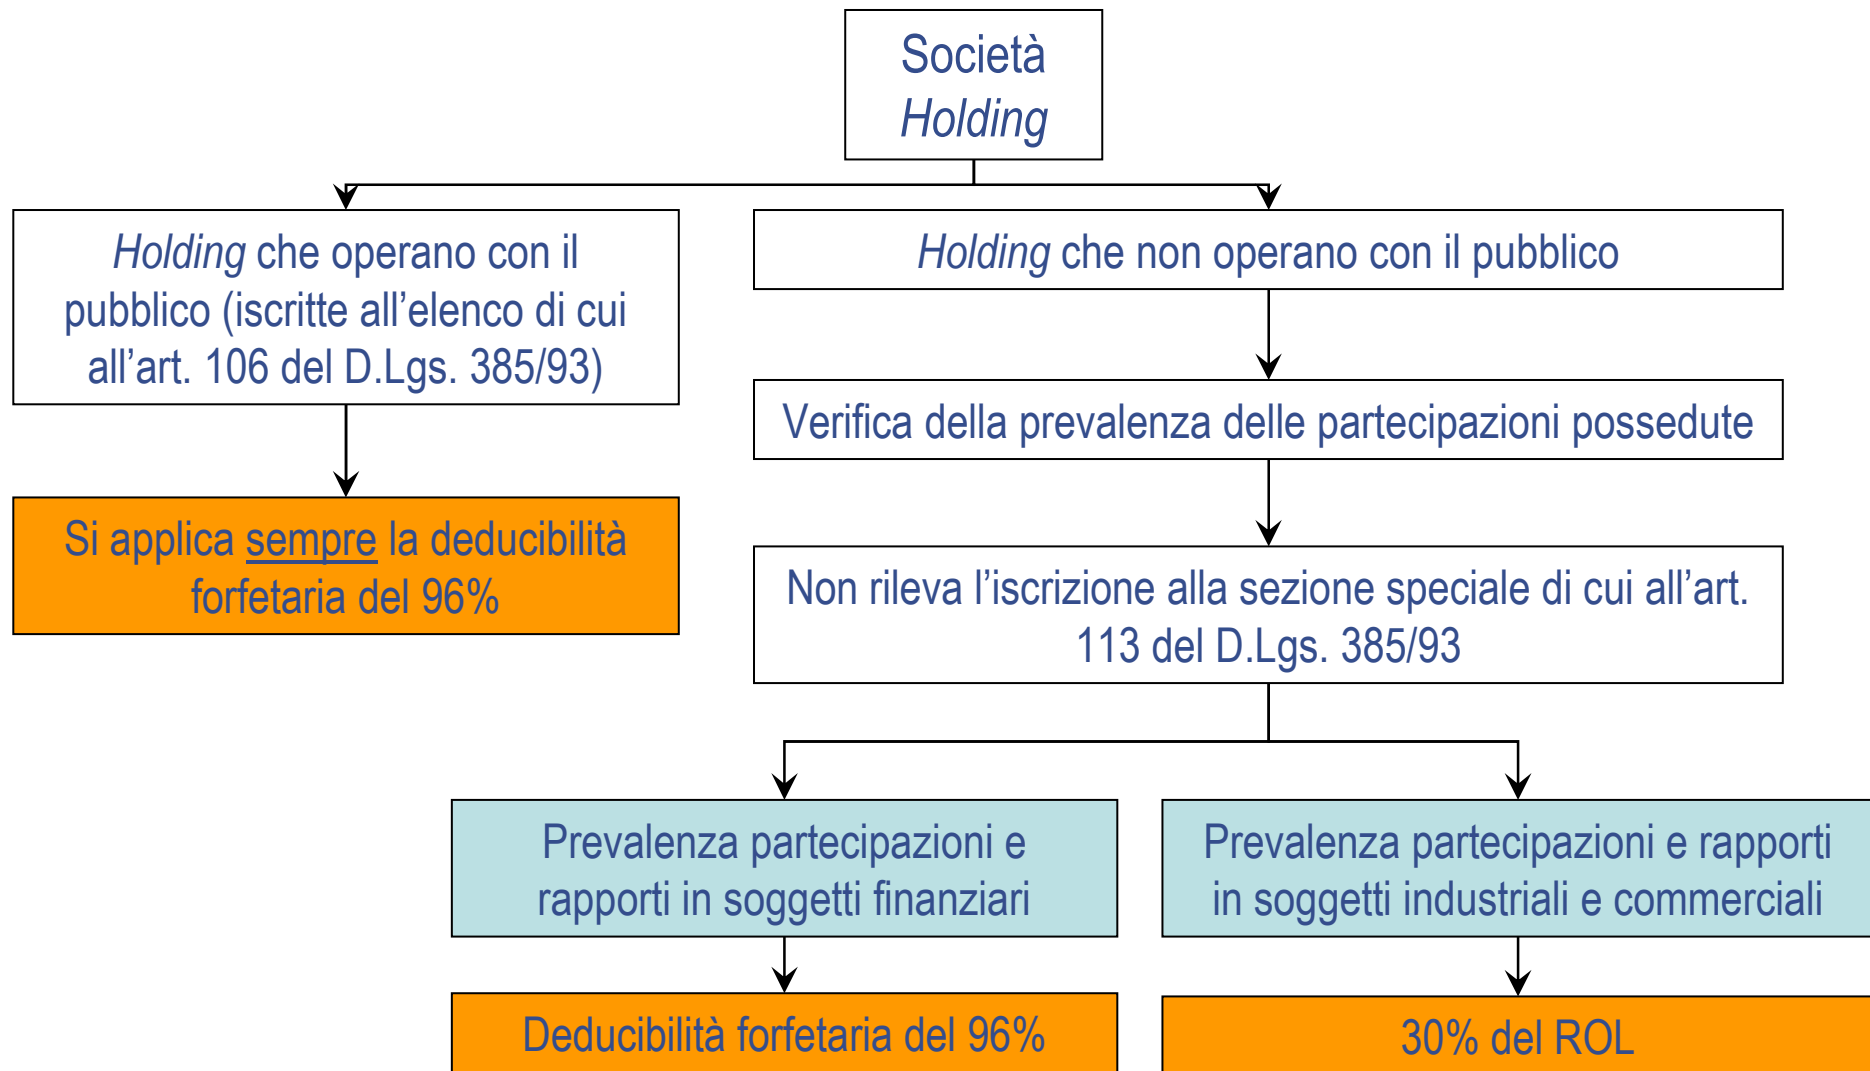 Società
Holding
Holding che operano con il
pubblico (iscritte all’elenco di cui
all’art. 106 del D.Lgs. 385/93)
Holding che non operano con il pubblico
Verifica della prevalenza delle partecipazioni possedute
Si applica sempre la deducibilità
forfetaria del 96%
Non rileva l’iscrizione alla sezione speciale di cui all’art.
113 del D.Lgs. 385/93
Prevalenza partecipazioni e
rapporti in soggetti finanziari
Prevalenza partecipazioni e rapporti
in soggetti industriali e commerciali
Deducibilità forfetaria del 96%
30% del ROL